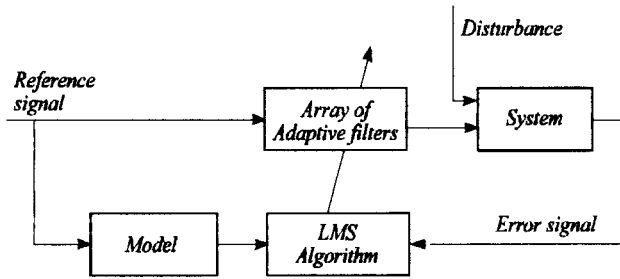 Disturbance
Reference
signal
Array of
Adaptive filters
System
Model
LMS
Algorithm
Error signal